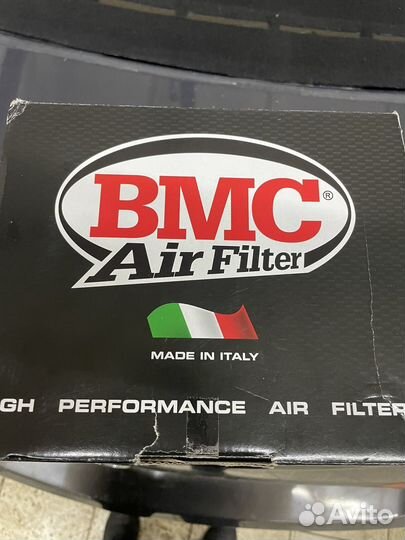 BMC®
Air Filter
MADE IN ITALY
GH PERFORMANCE AIR FILTER
Avito